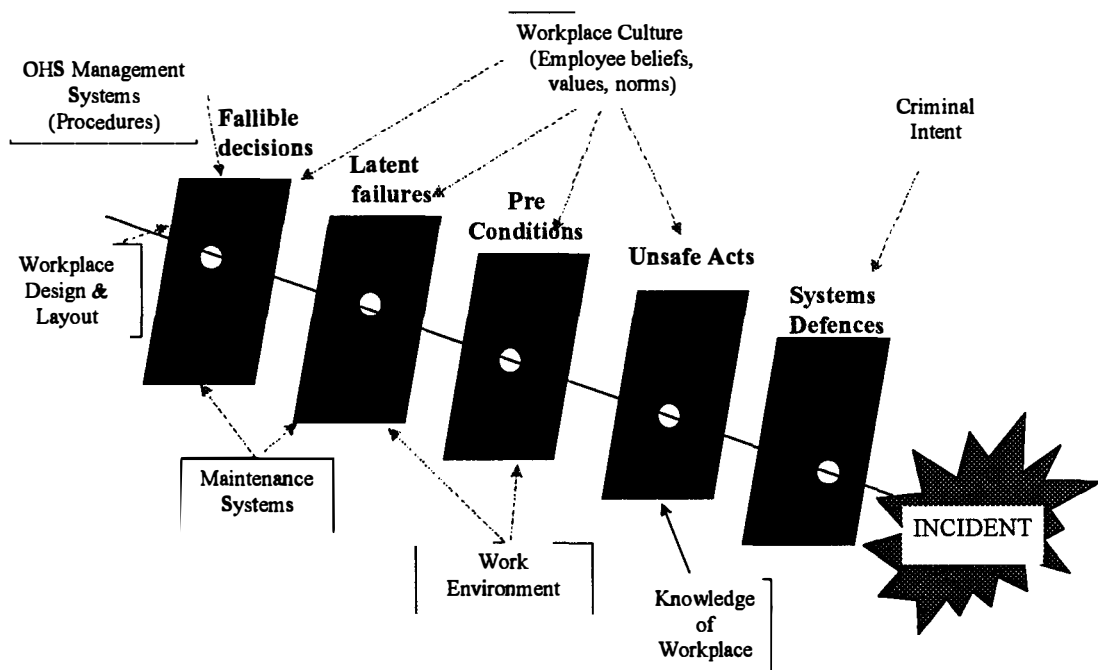 Workplace Culture
(Employee beliefs,
values, norms)
OHS Management
Systems
(Procedures)
Criminal
Intent
Fallible
decisions
Latent
failures
Pre
Conditions
Unsafe Acts
Systems
Defences
Workplace
Design &
Layout
Maintenance
Systems
Work
Environment
Knowledge
of
Workplace
INCIDENT